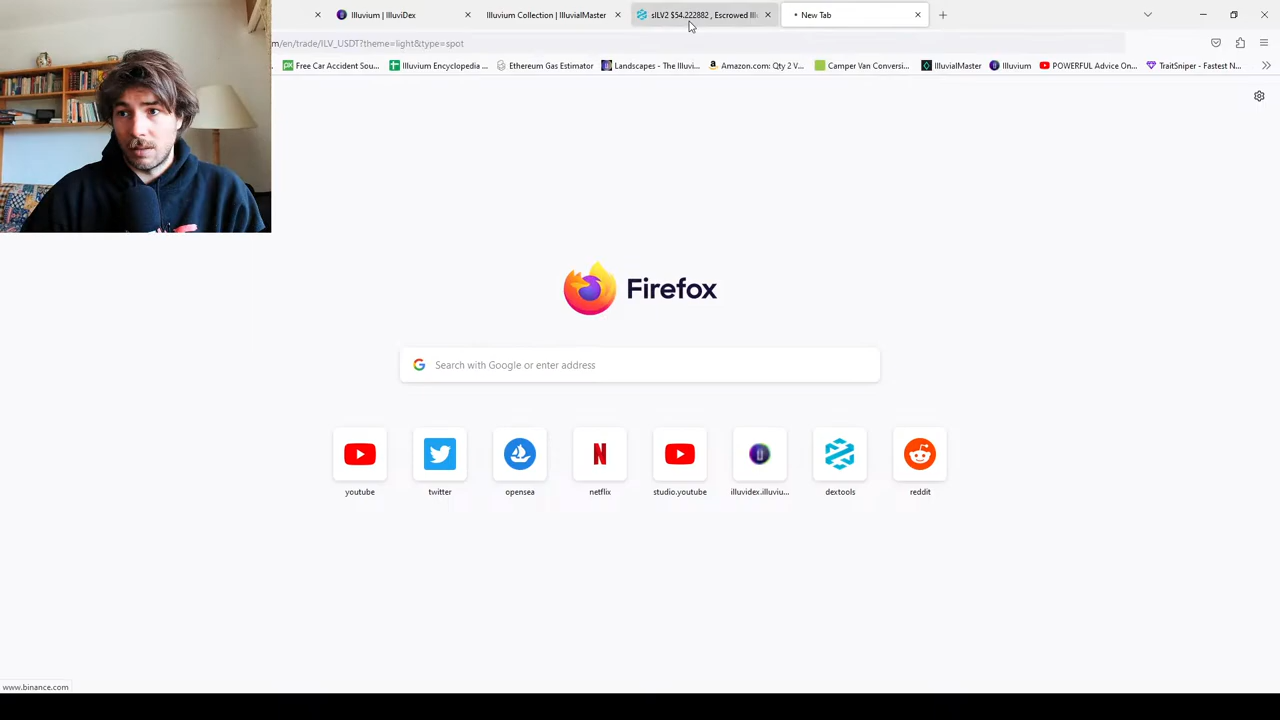 Illuvium | IlluviDex
Illuvium Collection | IlluvialMaster
sILV2 $54.222882 , Escrowed Illu
New Tab
m/en/trade/ILV_USDT?theme=light&type=spot
Free Car Accident Sou...
Illuvium Encyclopedia ...
Ethereum Gas Estimator
Landscapes - The Illuvi...
Amazon.com: Qty 2 V...
Camper Van Conversi...
IlluvialMaster
Illuvium
POWERFUL Advice On...
TraitSniper - Fastest N...
Firefox
Search with Google or enter address
youtube
twitter
opensea
netflix
studio.youtube
illuvidex.illuviu...
dextools
reddit
www.binance.com